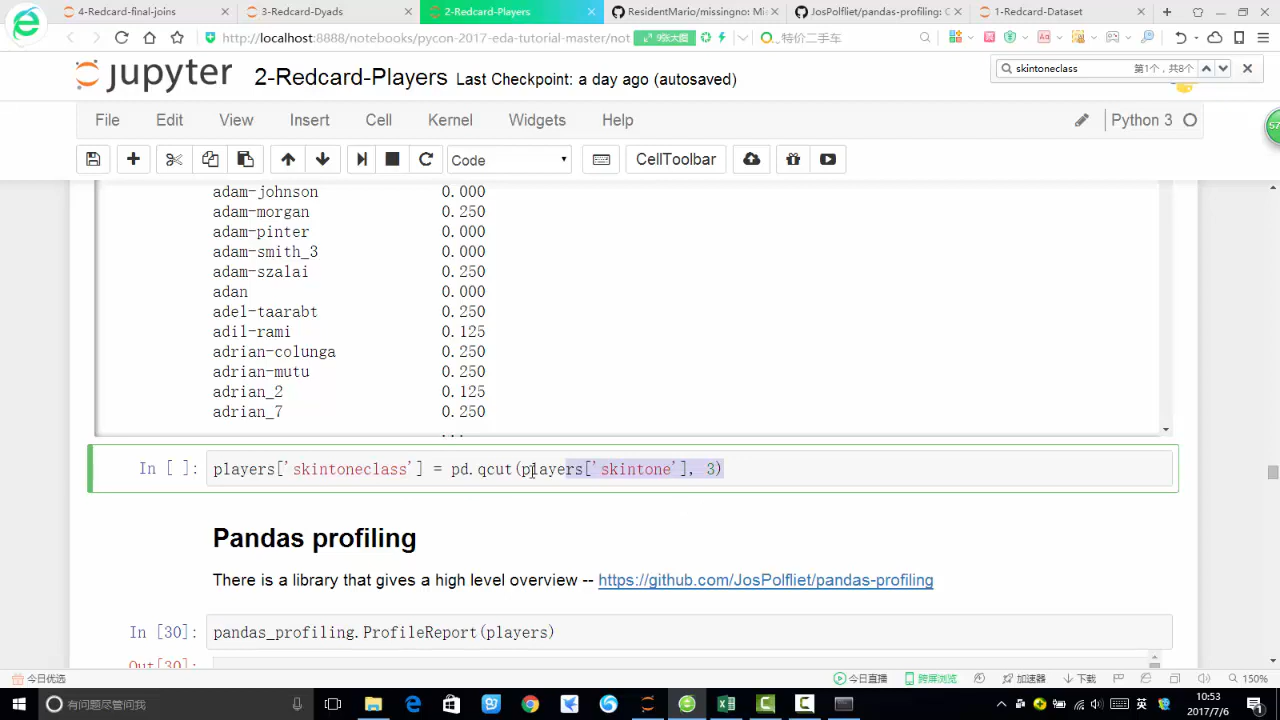 4-Redcard-final-joins × 3-Redcard-Dyads × 2-Redcard-Players × ResidentMario/missingno: Mi × JosPolfliet/pandas-profiling: C × 1-Redcard-Dataset
http://localhost:8888/notebooks/pycon-2017-eda-tutorial-master/not 9张大图 特价二手车
jupyter 2-Redcard-Players Last Checkpoint: a day ago (autosaved)
skintoneclass 第1个，共8个
File Edit View Insert Cell Kernel Widgets Help Python 3
57
Code CellToolbar
adam-johnson 0.000
adam-morgan 0.250
adam-pinter 0.000
adam-smith_3 0.000
adam-szalai 0.250
adan 0.000
adel-taarabt 0.250
adil-rami 0.125
adrian-colunga 0.250
adrian-mutu 0.250
adrian_2 0.125
adrian_7 0.250
...
In [ ]: players['skintoneclass'] = pd.qcut(players['skintone'], 3)
Pandas profiling
There is a library that gives a high level overview -- https://github.com/JosPolfliet/pandas-profiling
In [30]: pandas_profiling.ProfileReport(players)
Out[30]:
今日优选 今日直播 跨屏浏览 加速器 下载 150%
有问题尽管问我 英 10:53
2017/7/6